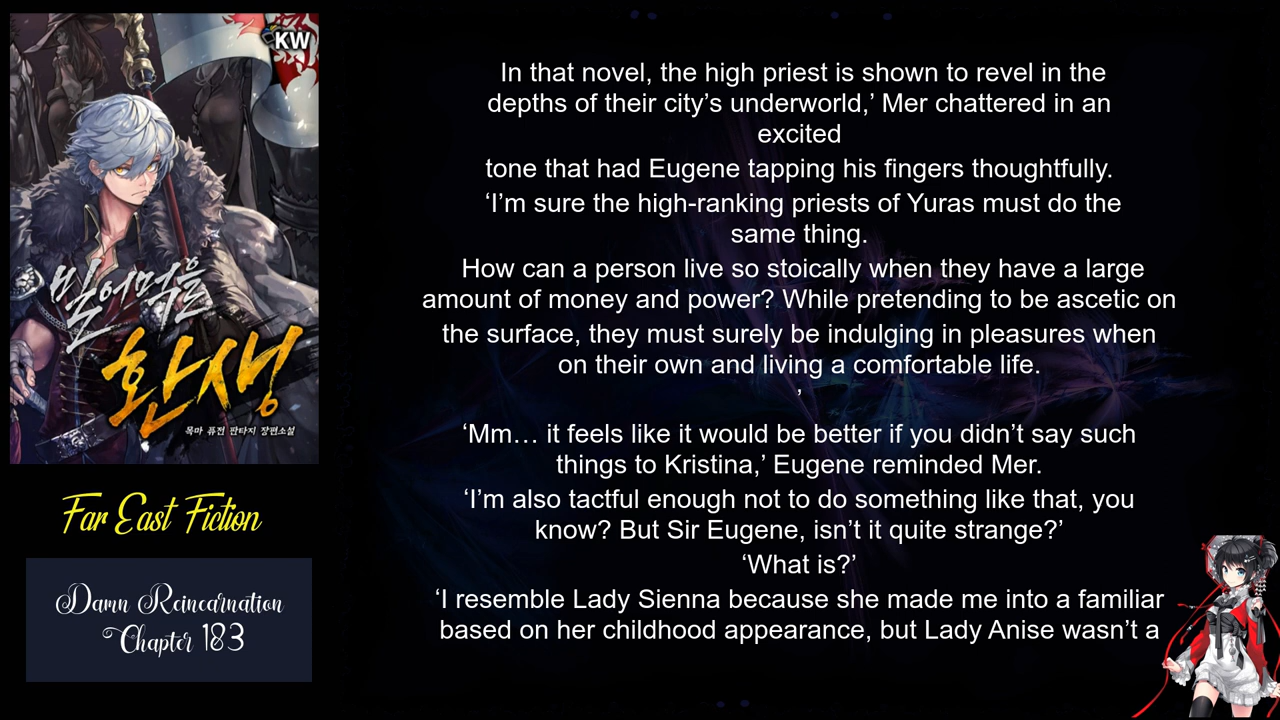 KW
빌어먹을
환생
목마 퓨전 판타지 장편소설
Far East Fiction
Damn Reincarnation
Chapter 183
In that novel, the high priest is shown to revel in the
depths of their city’s underworld,’ Mer chattered in an
excited
tone that had Eugene tapping his fingers thoughtfully.
‘I’m sure the high-ranking priests of Yuras must do the
same thing.
How can a person live so stoically when they have a large
amount of money and power? While pretending to be ascetic on
the surface, they must surely be indulging in pleasures when
on their own and living a comfortable life.
’
‘Mm… it feels like it would be better if you didn’t say such
things to Kristina,’ Eugene reminded Mer.
‘I’m also tactful enough not to do something like that, you
know? But Sir Eugene, isn’t it quite strange?’
‘What is?’
‘I resemble Lady Sienna because she made me into a familiar
based on her childhood appearance, but Lady Anise wasn’t a